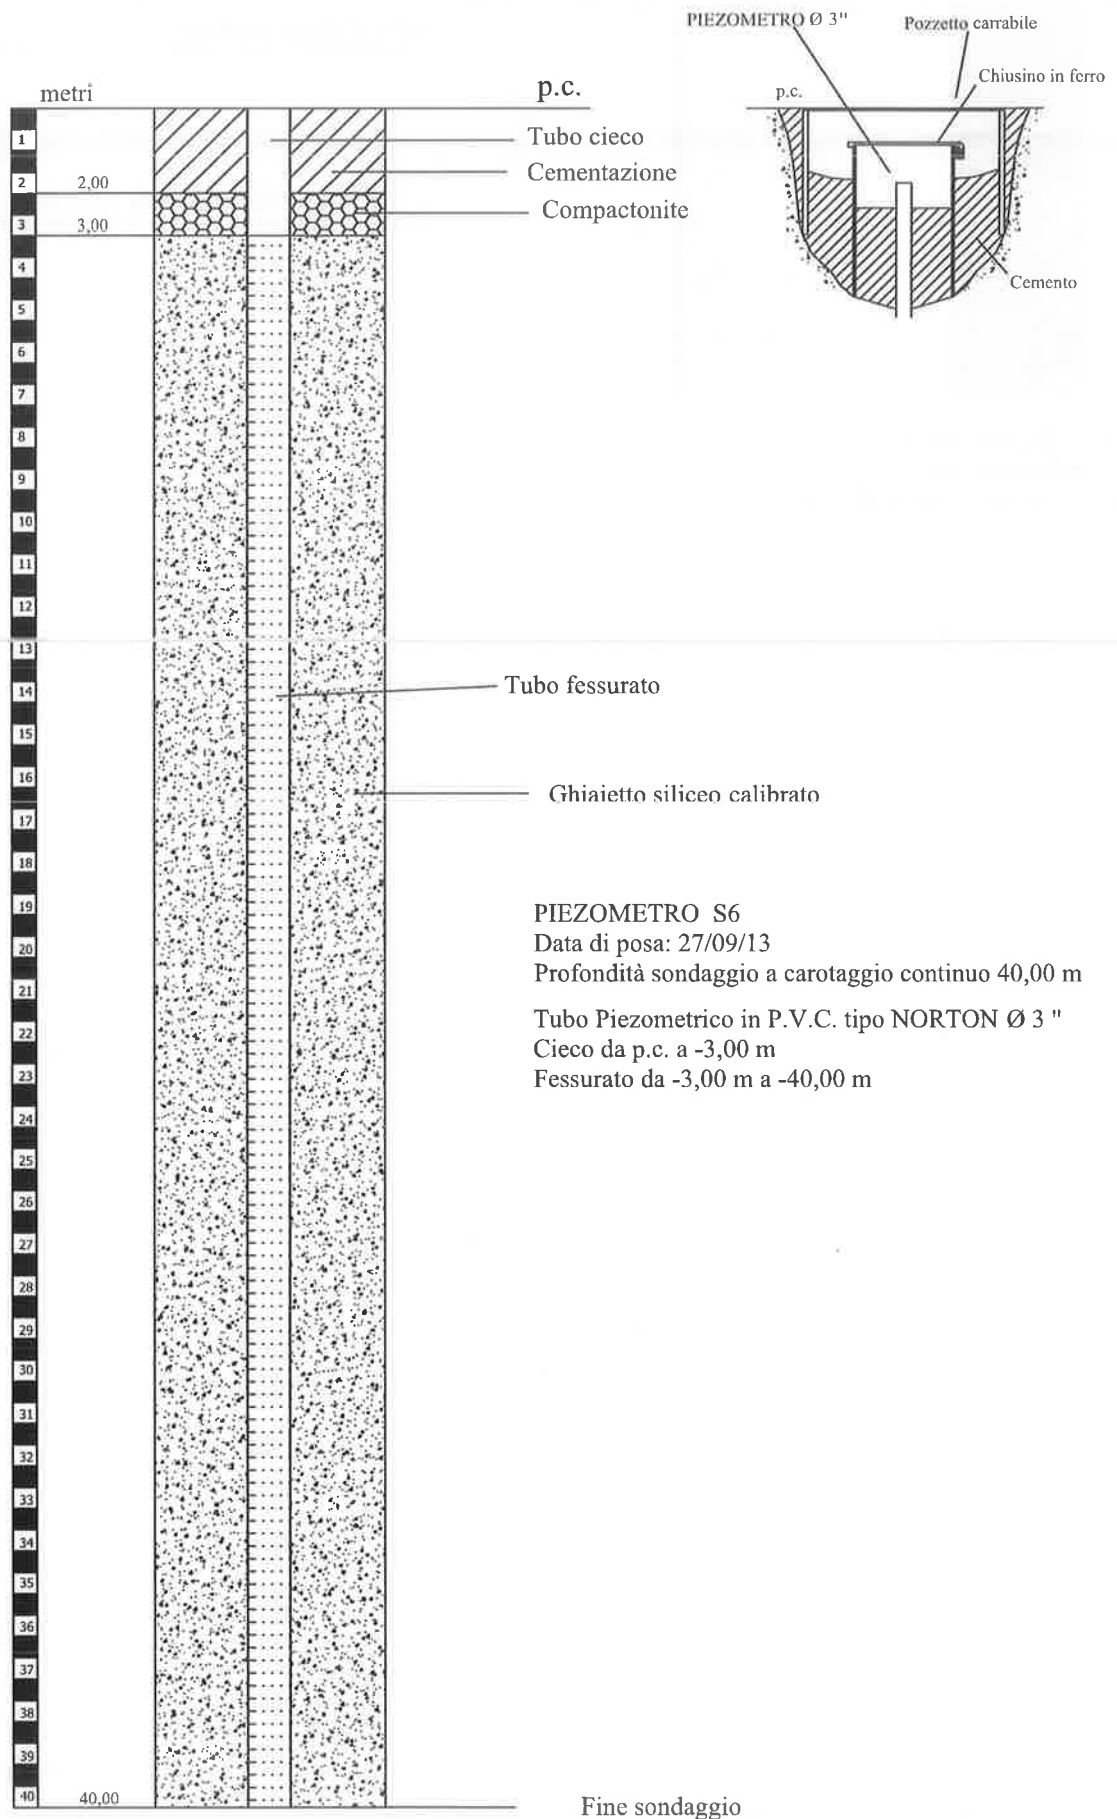 PIEZOMETRO Ø 3"
Pozzetto carrabile
Chiusino in ferro
p.c.
Cemento
metri
p.c.
1
Tubo cieco
Cementazione
2
2,00
Compactonite
3
3,00
4
5
6
7
8
9
10
11
12
13
14
Tubo fessurato
15
16
Ghiaietto siliceo calibrato
17
18
19
20
21
22
23
24
25
26
27
28
29
30
31
32
33
34
35
36
37
38
39
40
40,00
PIEZOMETRO S6
Data di posa: 27/09/13
Profondità sondaggio a carotaggio continuo 40,00 m
Tubo Piezometrico in P.V.C. tipo NORTON Ø 3 "
Cieco da p.c. a -3,00 m
Fessurato da -3,00 m a -40,00 m
Fine sondaggio